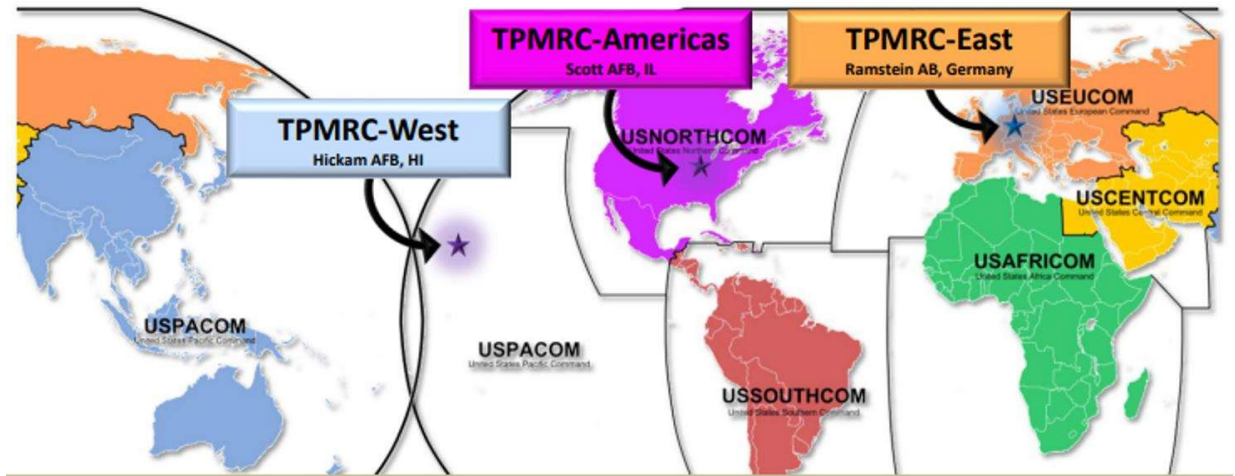 TPMRC-Americas
Scott AFB, IL
TPMRC-East
Ramstein AB, Germany
TPMRC-West
Hickam AFB, HI
USEUCOM
United States European Command
USNORTHCOM
United States Northern Command
USCENTCOM
United States Central Command
USAFRICOM
United States Africa Command
USPACOM
United States Pacific Command
USPACOM
United States Pacific Command
USSOUTHCOM
United States Southern Command